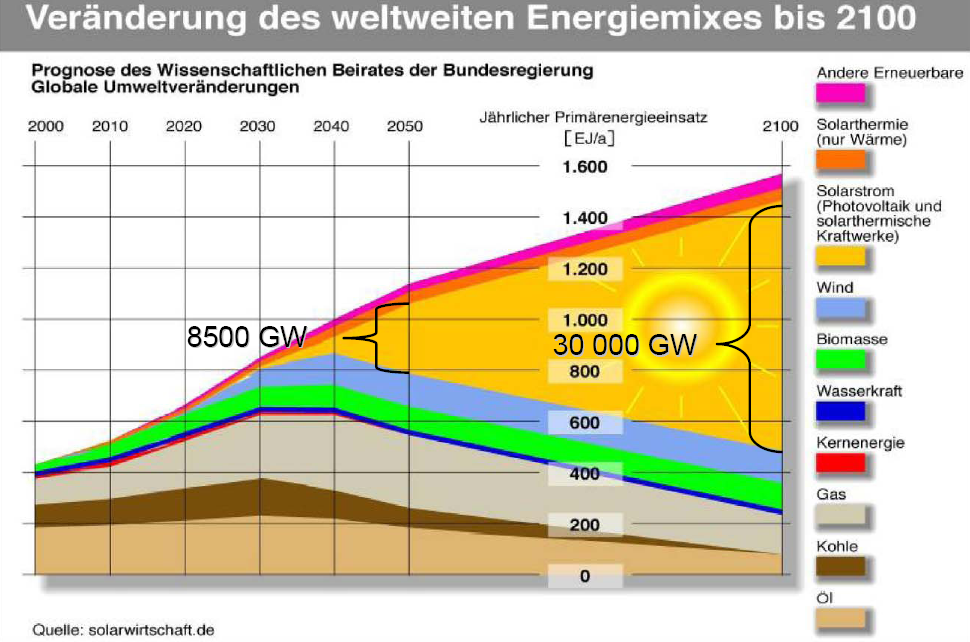 Veränderung des weltweiten Energiemixes bis 2100
Prognose des Wissenschaftlichen Beirates der Bundesregierung
Globale Umweltveränderungen
Jährlicher Primärenergieeinsatz
[EJ/a]
2000 2010 2020 2030 2040 2050 2100
1.600
1.400
1.200
1.000
800
600
400
200
0
8500 GW
30 000 GW
Andere Erneuerbare
Solarthermie
(nur Wärme)
Solarstrom
(Photovoltaik und
solarthermische
Kraftwerke)
Wind
Biomasse
Wasserkraft
Kernenergie
Gas
Kohle
Öl
Quelle: solarwirtschaft.de